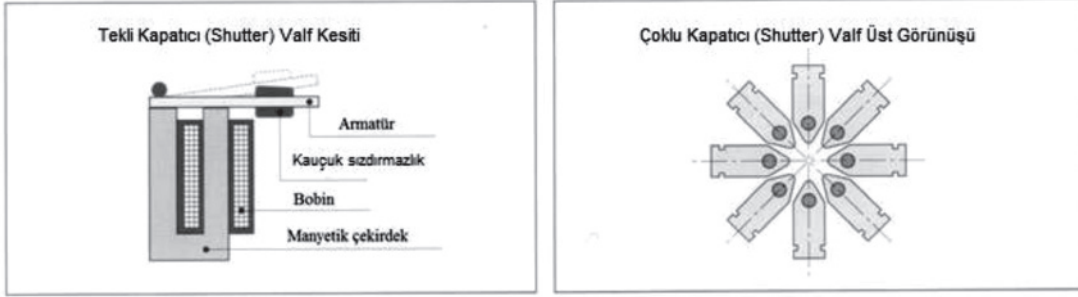 Tekli Kapatıcı (Shutter) Valf Kesiti
Armatür
Kauçuk sızdırmazlık
Bobin
Manyetik çekirdek
Çoklu Kapatıcı (Shutter) Valf Üst Görünüşü